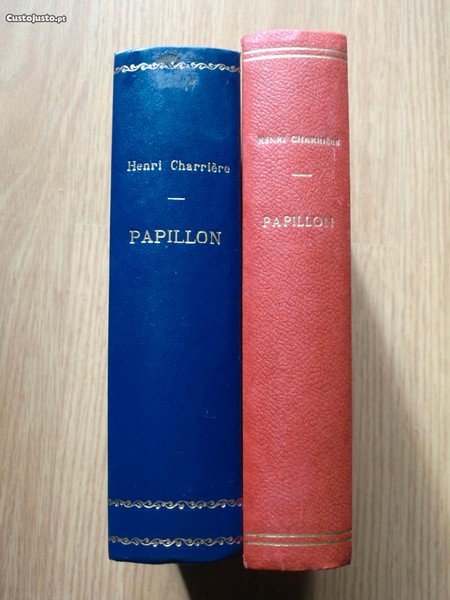 CustoJusto.pt
Henri Charrière
PAPILLON
HENRI CHARRIÈRE
PAPILLON